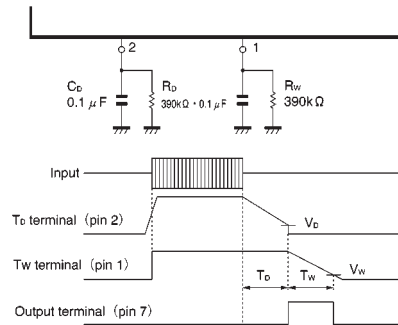 2
1
CD
0.1 μF
RD
390kΩ · 0.1 μF
RW
390kΩ
Input
TD terminal (pin 2)
VD
TW terminal (pin 1)
VW
TD
TW
Output terminal (pin 7)